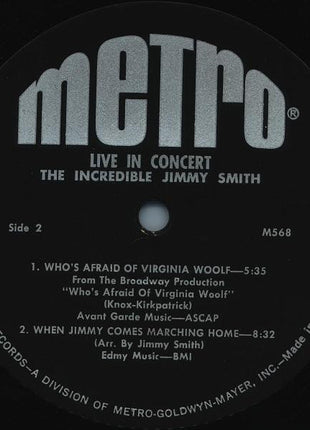 metro®
LIVE IN CONCERT
THE INCREDIBLE JIMMY SMITH
Side 2
M568
1. WHO'S AFRAID OF VIRGINIA WOOLF—5:35
From The Broadway Production
"Who's Afraid Of Virginia Woolf"
(Knox-Kirkpatrick)
Avant Garde Music—ASCAP
2. WHEN JIMMY COMES MARCHING HOME—8:32
(Arr. By Jimmy Smith)
Edmy Music—BMI
RECORDS—A DIVISION OF METRO-GOLDWYN-MAYER, INC.—Made in